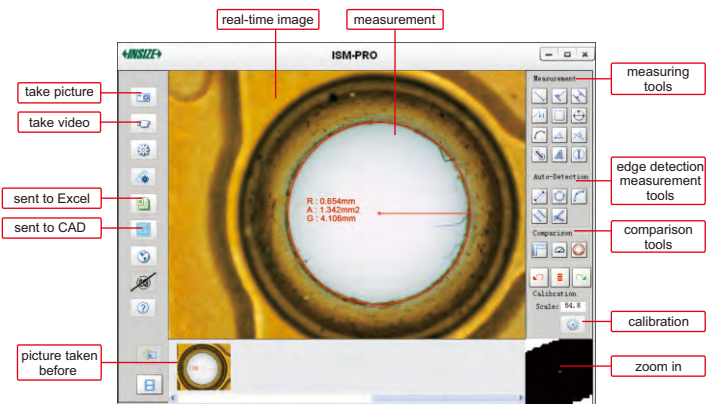 real-time image
measurement
INSIZE
ISM-PRO
take picture
take video
sent to Excel
sent to CAD
picture taken
before
R : 0.654mm
A : 1.342mm2
G : 4.106mm
Measurement
Auto-Detection
Comparison
Calibration
Scale: 54.8
measuring
tools
edge detection
measurement
tools
comparison
tools
calibration
zoom in